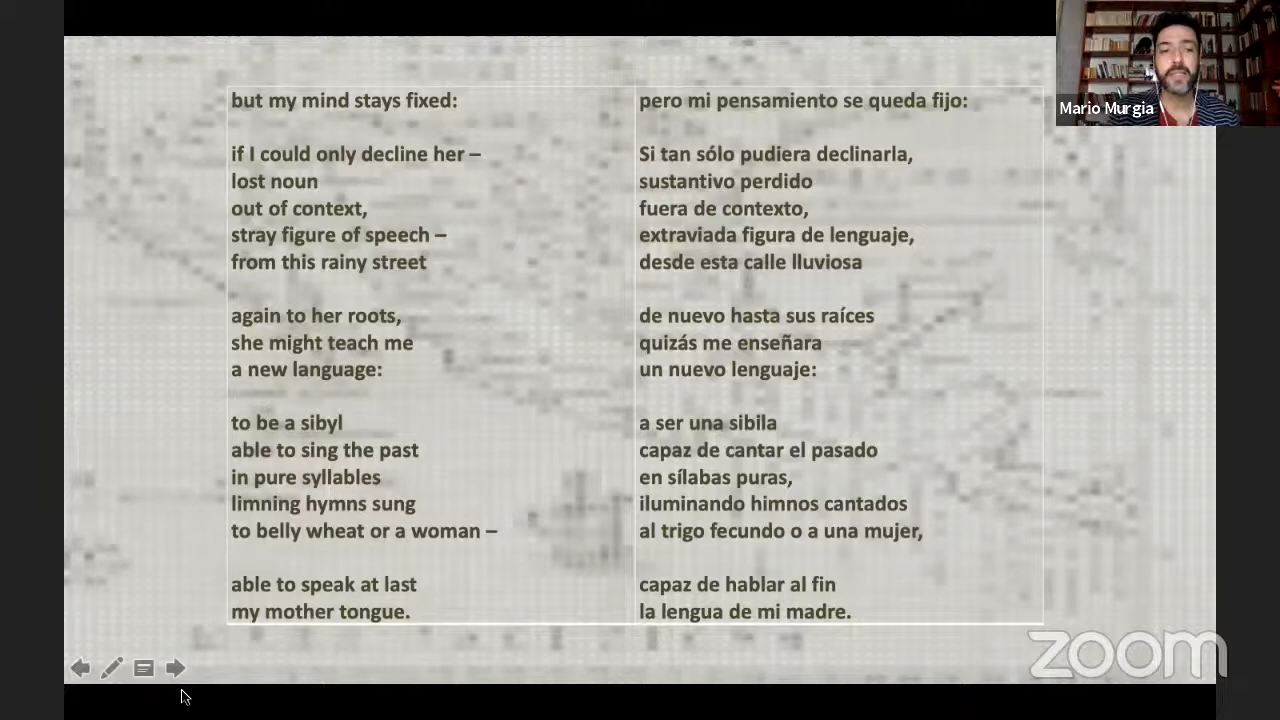 but my mind stays fixed:
if I could only decline her –
lost noun
out of context,
stray figure of speech –
from this rainy street
again to her roots,
she might teach me
a new language:
to be a sibyl
able to sing the past
in pure syllables
limning hymns sung
to belly wheat or a woman –
able to speak at last
my mother tongue.
pero mi pensamiento se queda fijo:
Si tan sólo pudiera declinarla,
sustantivo perdido
fuera de contexto,
extraviada figura de lenguaje,
desde esta calle lluviosa
de nuevo hasta sus raíces
quizás me enseñara
un nuevo lenguaje:
a ser una sibila
capaz de cantar el pasado
en sílabas puras,
iluminando himnos cantados
al trigo fecundo o a una mujer,
capaz de hablar al fin
la lengua de mi madre.
Mario Murgia
zoom